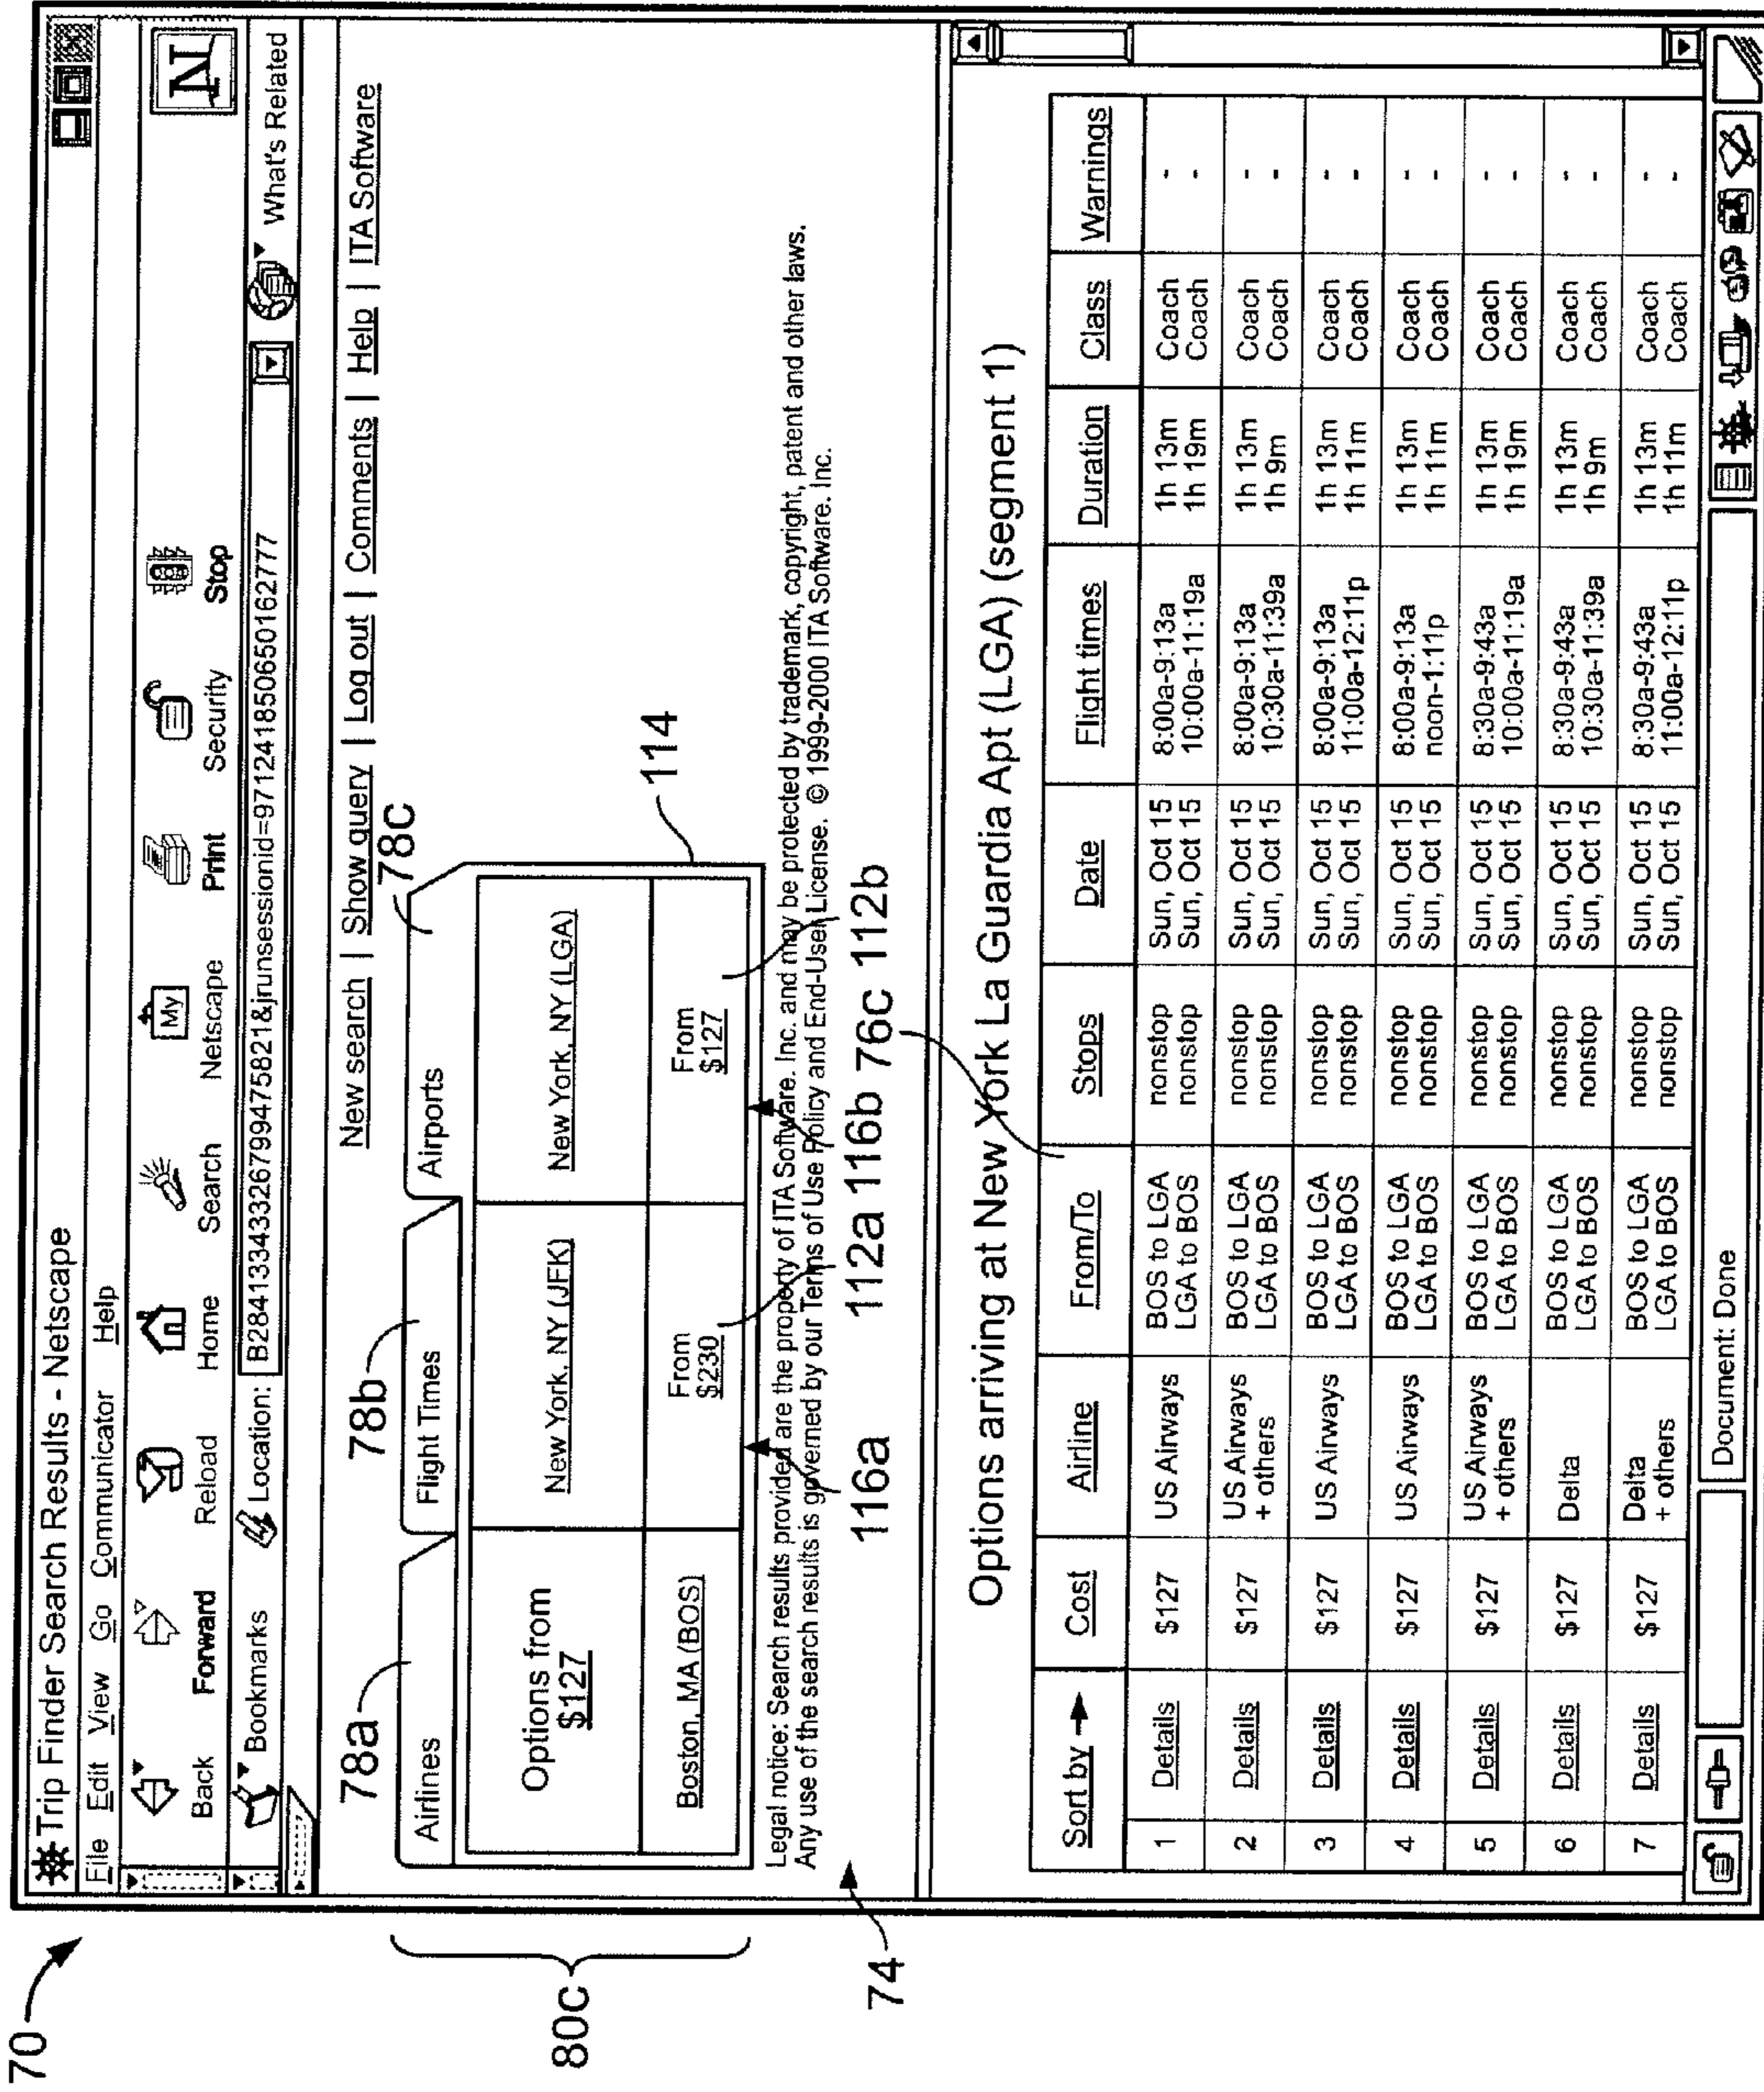 70
Trip Finder Search Results - Netscape
File Edit View Go Communicator Help
Back Forward Reload Home Search Netscape Print Security Stop
My
N
Bookmarks Location: B28413343326799475821&jrunsessionid=97124185065016277​7 What's Related
New search | Show query | Log out | Comments | Help | ITA Software
78a 78b 78c
80c
Airlines Flight Times Airports
114
Options from $127 New York, NY (JFK) New York, NY (LGA)
Boston, MA (BOS) From $230 From $127
Legal notice: Search results provided are the property of ITA Software. Inc. and may be protected by trademark, copyright, patent and other laws.
Any use of the search results is governed by our Terms of Use Policy and End-User License. © 1999-2000 ITA Software. Inc.
74
116a 112a 116b 76c 112b
Options arriving at New York La Guardia Apt (LGA) (segment 1)
Sort by Cost Airline From/To Stops Date Flight times Duration Class Warnings
1 Details $127 US Airways BOS to LGA nonstop Sun, Oct 15 8:00a-9:13a 1h 13m Coach -
LGA to BOS nonstop Sun, Oct 15 10:00a-11:19a 1h 19m Coach -
2 Details $127 US Airways BOS to LGA nonstop Sun, Oct 15 8:00a-9:13a 1h 13m Coach -
+ others LGA to BOS nonstop Sun, Oct 15 10:30a-11:39a 1h 9m Coach -
3 Details $127 US Airways BOS to LGA nonstop Sun, Oct 15 8:00a-9:13a 1h 13m Coach -
LGA to BOS nonstop Sun, Oct 15 11:00a-12:11p 1h 11m Coach -
4 Details $127 US Airways BOS to LGA nonstop Sun, Oct 15 8:00a-9:13a 1h 13m Coach -
LGA to BOS nonstop Sun, Oct 15 noon-1:11p 1h 11m Coach -
5 Details $127 US Airways BOS to LGA nonstop Sun, Oct 15 8:30a-9:43a 1h 13m Coach -
+ others LGA to BOS nonstop Sun, Oct 15 10:00a-11:19a 1h 19m Coach -
6 Details $127 Delta BOS to LGA nonstop Sun, Oct 15 8:30a-9:43a 1h 13m Coach -
LGA to BOS nonstop Sun, Oct 15 10:30a-11:39a 1h 9m Coach -
7 Details $127 Delta BOS to LGA nonstop Sun, Oct 15 8:30a-9:43a 1h 13m Coach -
+ others LGA to BOS nonstop Sun, Oct 15 11:00a-12:11p 1h 11m Coach -
Document: Done